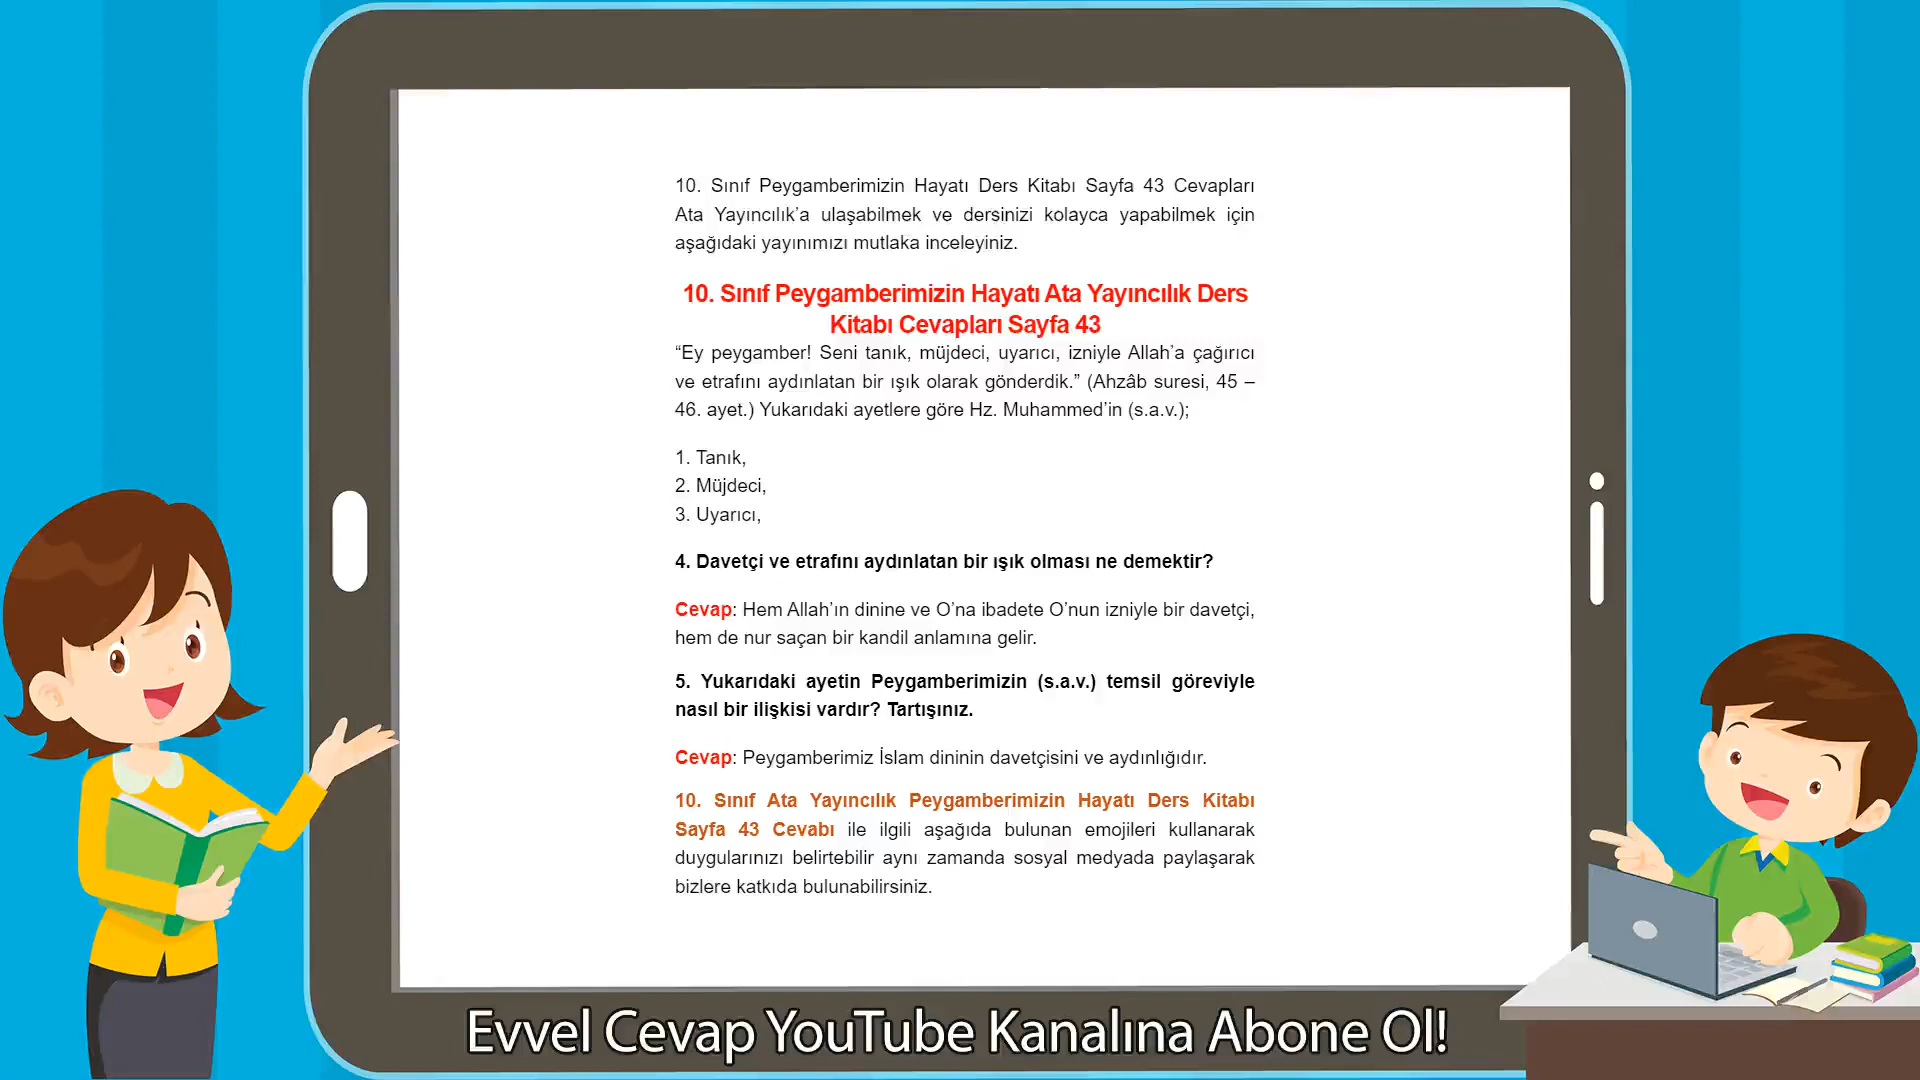 10. Sınıf Peygamberimizin Hayatı Ders Kitabı Sayfa 43 Cevapları
Ata Yayıncılık’a ulaşabilmek ve dersinizi kolayca yapabilmek için
aşağıdaki yayınımızı mutlaka inceleyiniz.
10. Sınıf Peygamberimizin Hayatı Ata Yayıncılık Ders
Kitabı Cevapları Sayfa 43
“Ey peygamber! Seni tanık, müjdeci, uyarıcı, izniyle Allah’a çağırıcı
ve etrafını aydınlatan bir ışık olarak gönderdik.” (Ahzâb suresi, 45 –
46. ayet.) Yukarıdaki ayetlere göre Hz. Muhammed’in (s.a.v.);
1. Tanık,
2. Müjdeci,
3. Uyarıcı,
4. Davetçi ve etrafını aydınlatan bir ışık olması ne demektir?
Cevap: Hem Allah’ın dinine ve O’na ibadete O’nun izniyle bir davetçi,
hem de nur saçan bir kandil anlamına gelir.
5. Yukarıdaki ayetin Peygamberimizin (s.a.v.) temsil göreviyle
nasıl bir ilişkisi vardır? Tartışınız.
Cevap: Peygamberimiz İslam dininin davetçisini ve aydınlığıdır.
10. Sınıf Ata Yayıncılık Peygamberimizin Hayatı Ders Kitabı
Sayfa 43 Cevabı ile ilgili aşağıda bulunan emojileri kullanarak
duygularınızı belirtebilir aynı zamanda sosyal medyada paylaşarak
bizlere katkıda bulunabilirsiniz.
Evvel Cevap YouTube Kanalına Abone Ol!